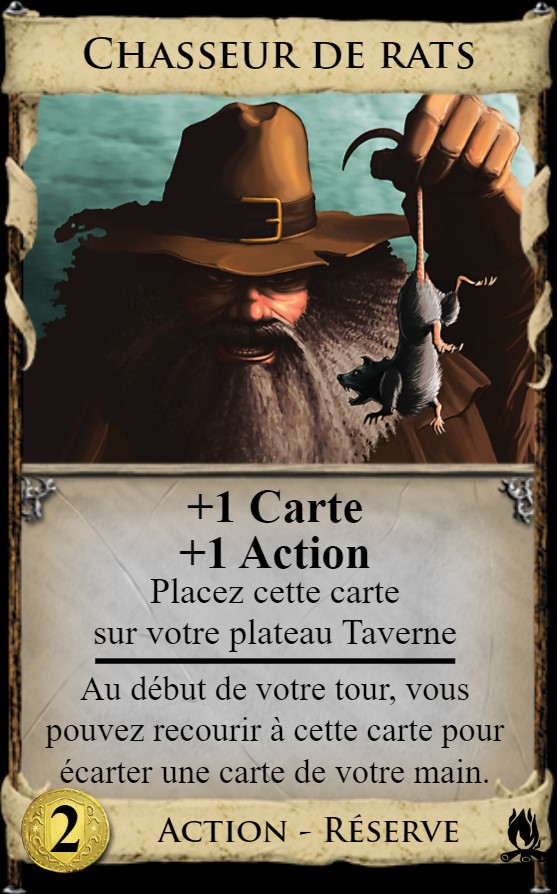 Chasseur de rats
+1 Carte
+1 Action
Placez cette carte
sur votre plateau Taverne
Au début de votre tour, vous
pouvez recourir à cette carte pour
écarter une carte de votre main.
2
Action - Réserve